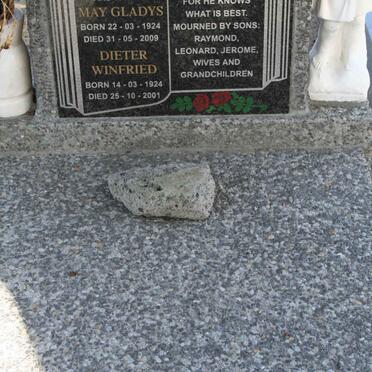 MAY GLADYS
BORN 22 - 03 - 1924
DIED 31 - 05 - 2009
DIETER
WINFRIED
BORN 14 - 03 - 1924
DIED 25 - 10 - 2001
FOR HE KNOWS
WHAT IS BEST.
MOURNED BY SONS:
RAYMOND,
LEONARD, JEROME,
WIVES AND
GRANDCHILDREN